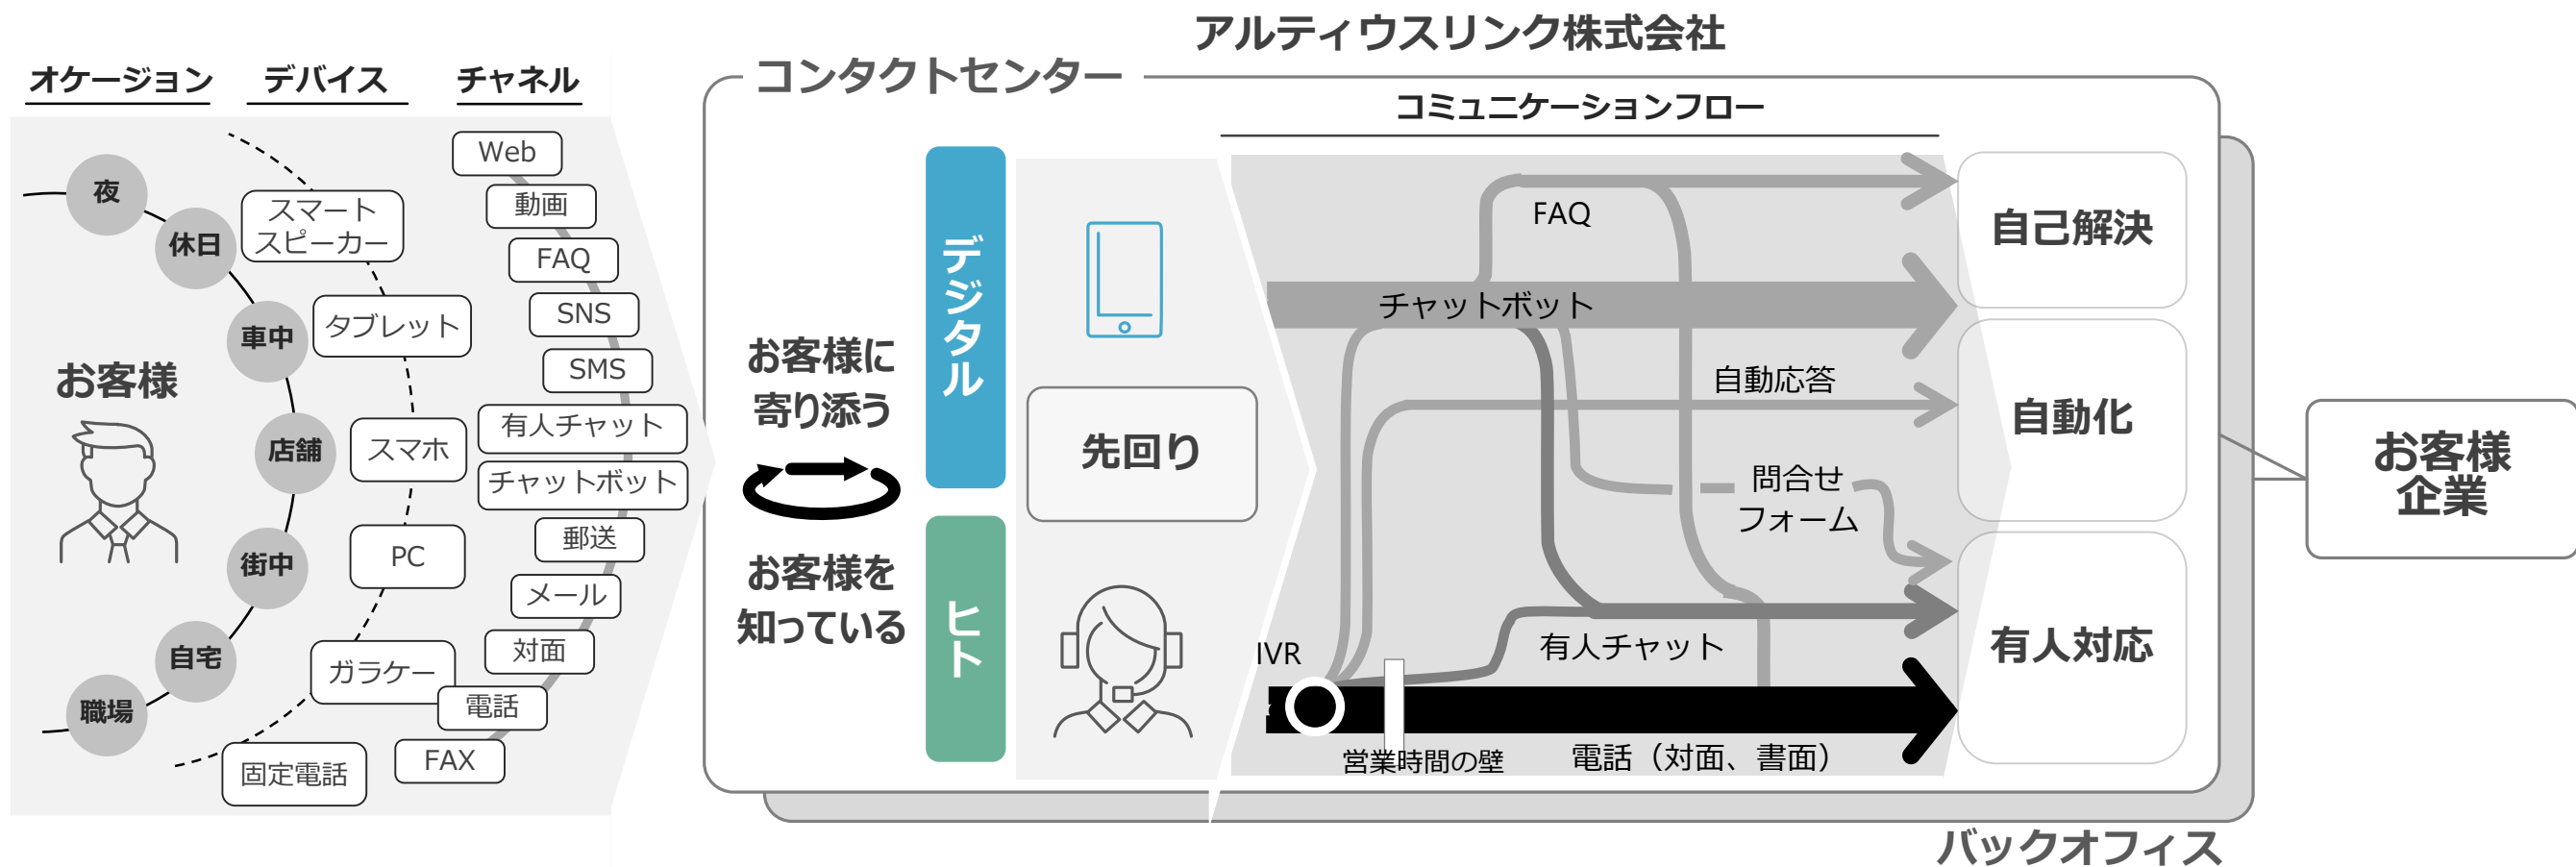 アルティウスリンク株式会社
オケージョン
デバイス
チャネル
夜
休日
車中
店舗
街中
自宅
職場
お客様
スマート
スピーカー
タブレット
スマホ
PC
ガラケー
固定電話
Web
動画
FAQ
SNS
SMS
有人チャット
チャットボット
郵送
メール
対面
電話
FAX
コンタクトセンター
お客様に
寄り添う
お客様を
知っている
デジタル
ヒト
先回り
コミュニケーションフロー
FAQ
チャットボット
自動応答
問合せ
フォーム
有人チャット
IVR
営業時間の壁
電話（対面、書面）
自己解決
自動化
有人対応
お客様
企業
バックオフィス